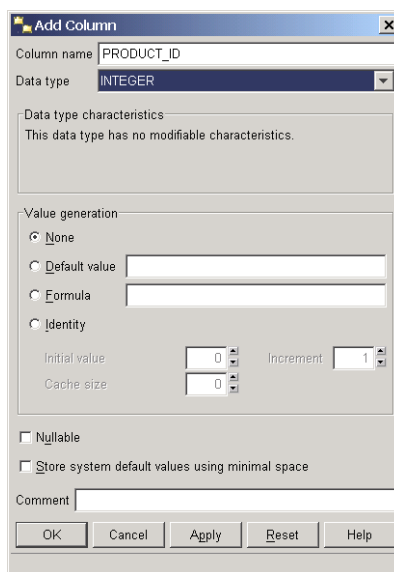 Add Column
Column name PRODUCT_ID
Data type INTEGER
Data type characteristics
This data type has no modifiable characteristics.
Value generation
None
Default value
Formula
Identity
Initial value 0 Increment 1
Cache size 0
Nullable
Store system default values using minimal space
Comment
OK Cancel Apply Reset Help